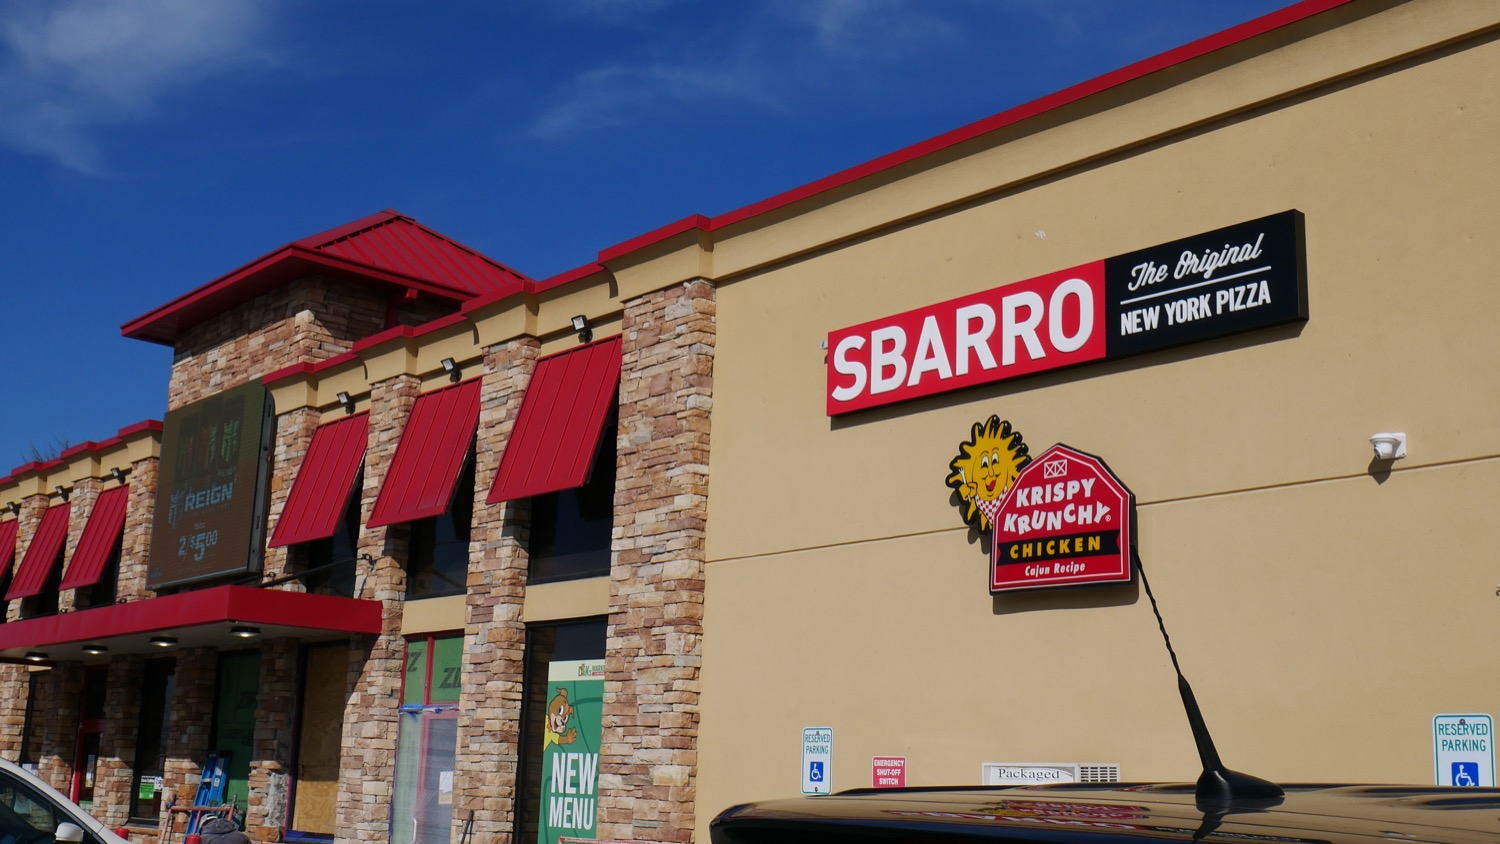 SBARRO
The Original
NEW YORK PIZZA
KRISPY
KRUNCHY®
CHICKEN
Cajun Recipe
REIGN
2/$5.00
NEW
MENU
RESERVED
PARKING
EMERGENCY
SHUT-OFF
SWITCH
Packaged
RESERVED
PARKING